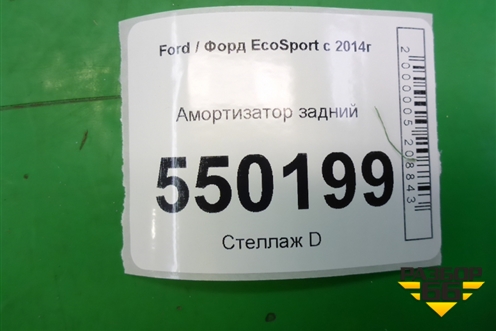 Ford / Форд EcoSport с 2014г
Амортизатор задний
550199
Стеллаж D
2000005208843